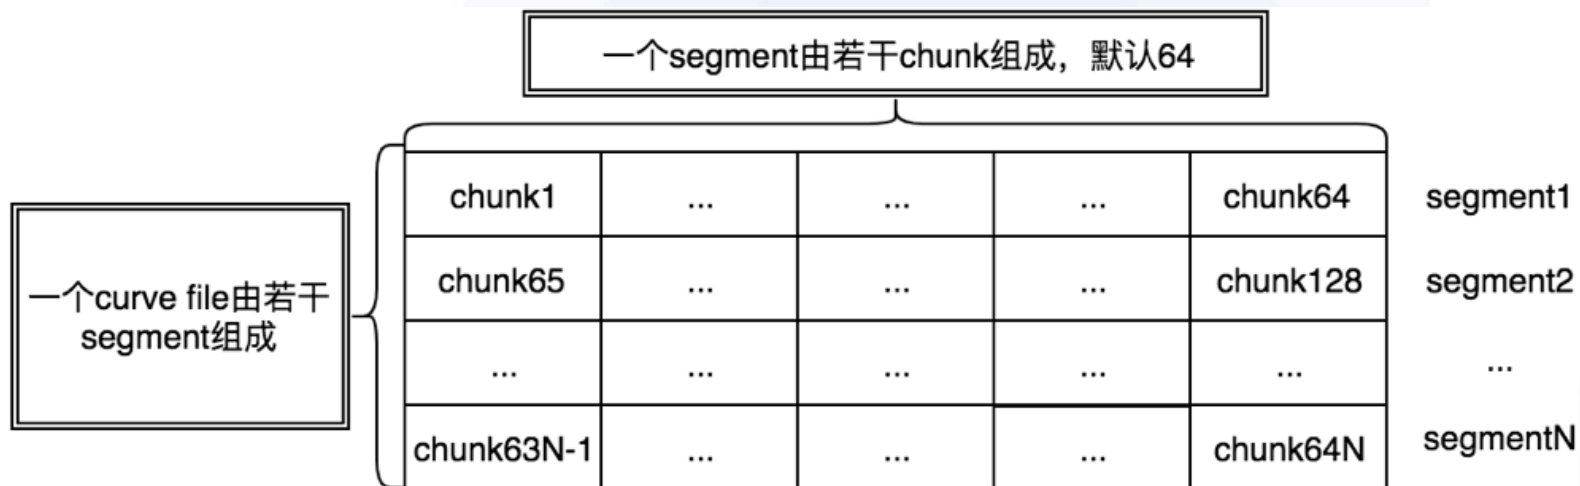 一个segment由若干chunk组成，默认64
一个curve file由若干
segment组成
chunk1 ... ... ... chunk64 segment1
chunk65 ... ... ... chunk128 segment2
... ... ... ... ... ...
chunk63N-1 ... ... ... chunk64N segmentN